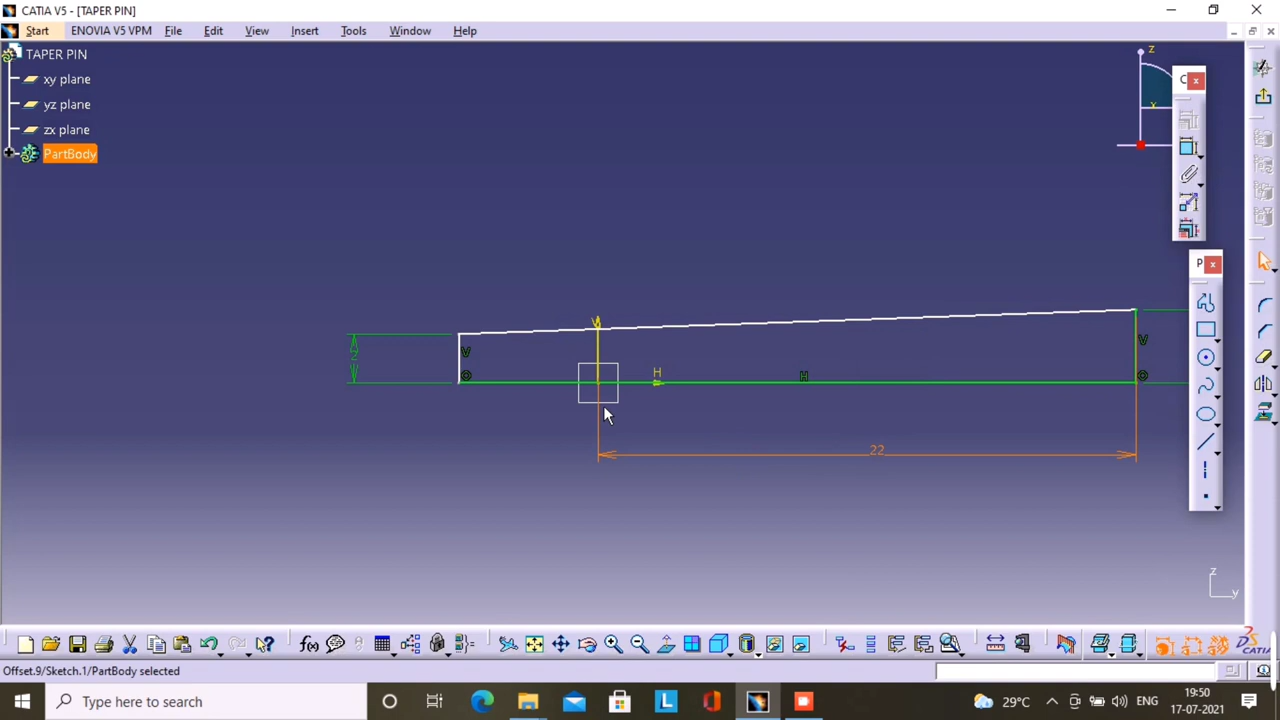 CATIA V5 - [TAPER PIN]
Start ENOVIA V5 VPM File Edit View Insert Tools Window Help
TAPER PIN
xy plane
yz plane
zx plane
PartBody
z
x
C
P
V
V
V
H
H
2
22
z
y
CATIA
Offset.9/Sketch.1/PartBody selected
Type here to search
L
29°C
ENG
19:50
17-07-2021